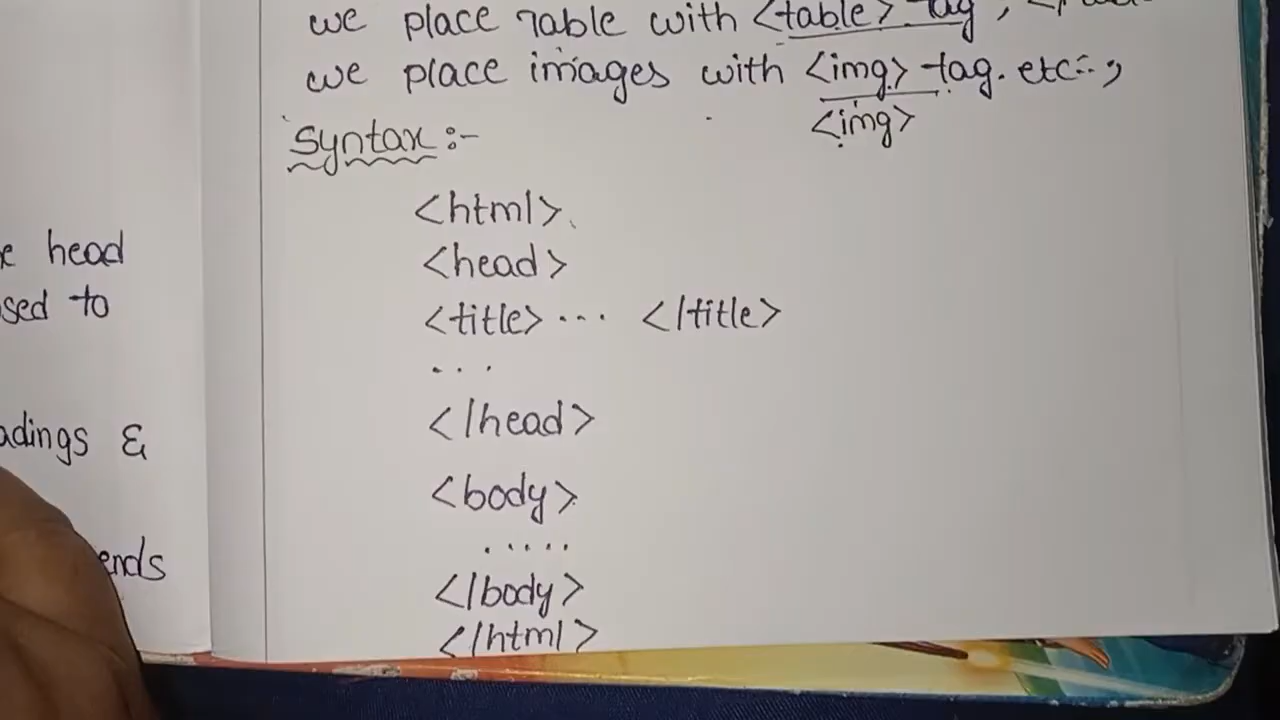 e head
sed to
adings &
ends
we place Table with <table> tag ,
we place images with <img> tag. etc..,
<img>
Syntax :-
<html>
<head>
<title> ... </title>
. . .
</head>
<body>
. . . . .
</body>
</html>